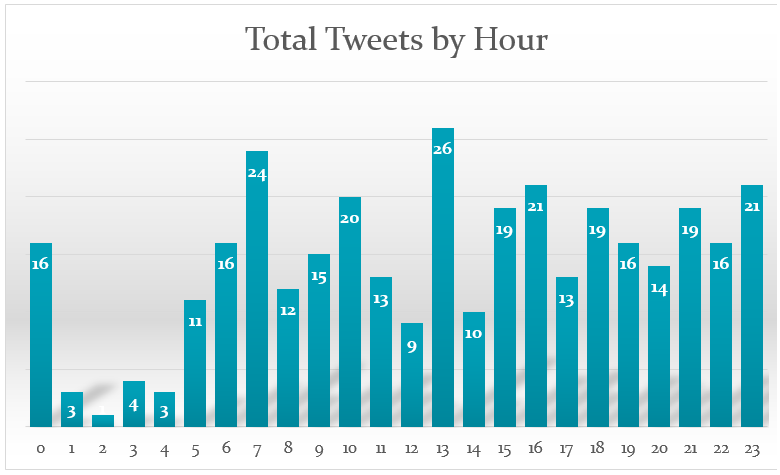 Total Tweets by Hour
16 3 4 3 11 16 24 12 15 20 13 9 26 10 19 21 13 19 16 14 19 16 21
0 1 2 3 4 5 6 7 8 9 10 11 12 13 14 15 16 17 18 19 20 21 22 23